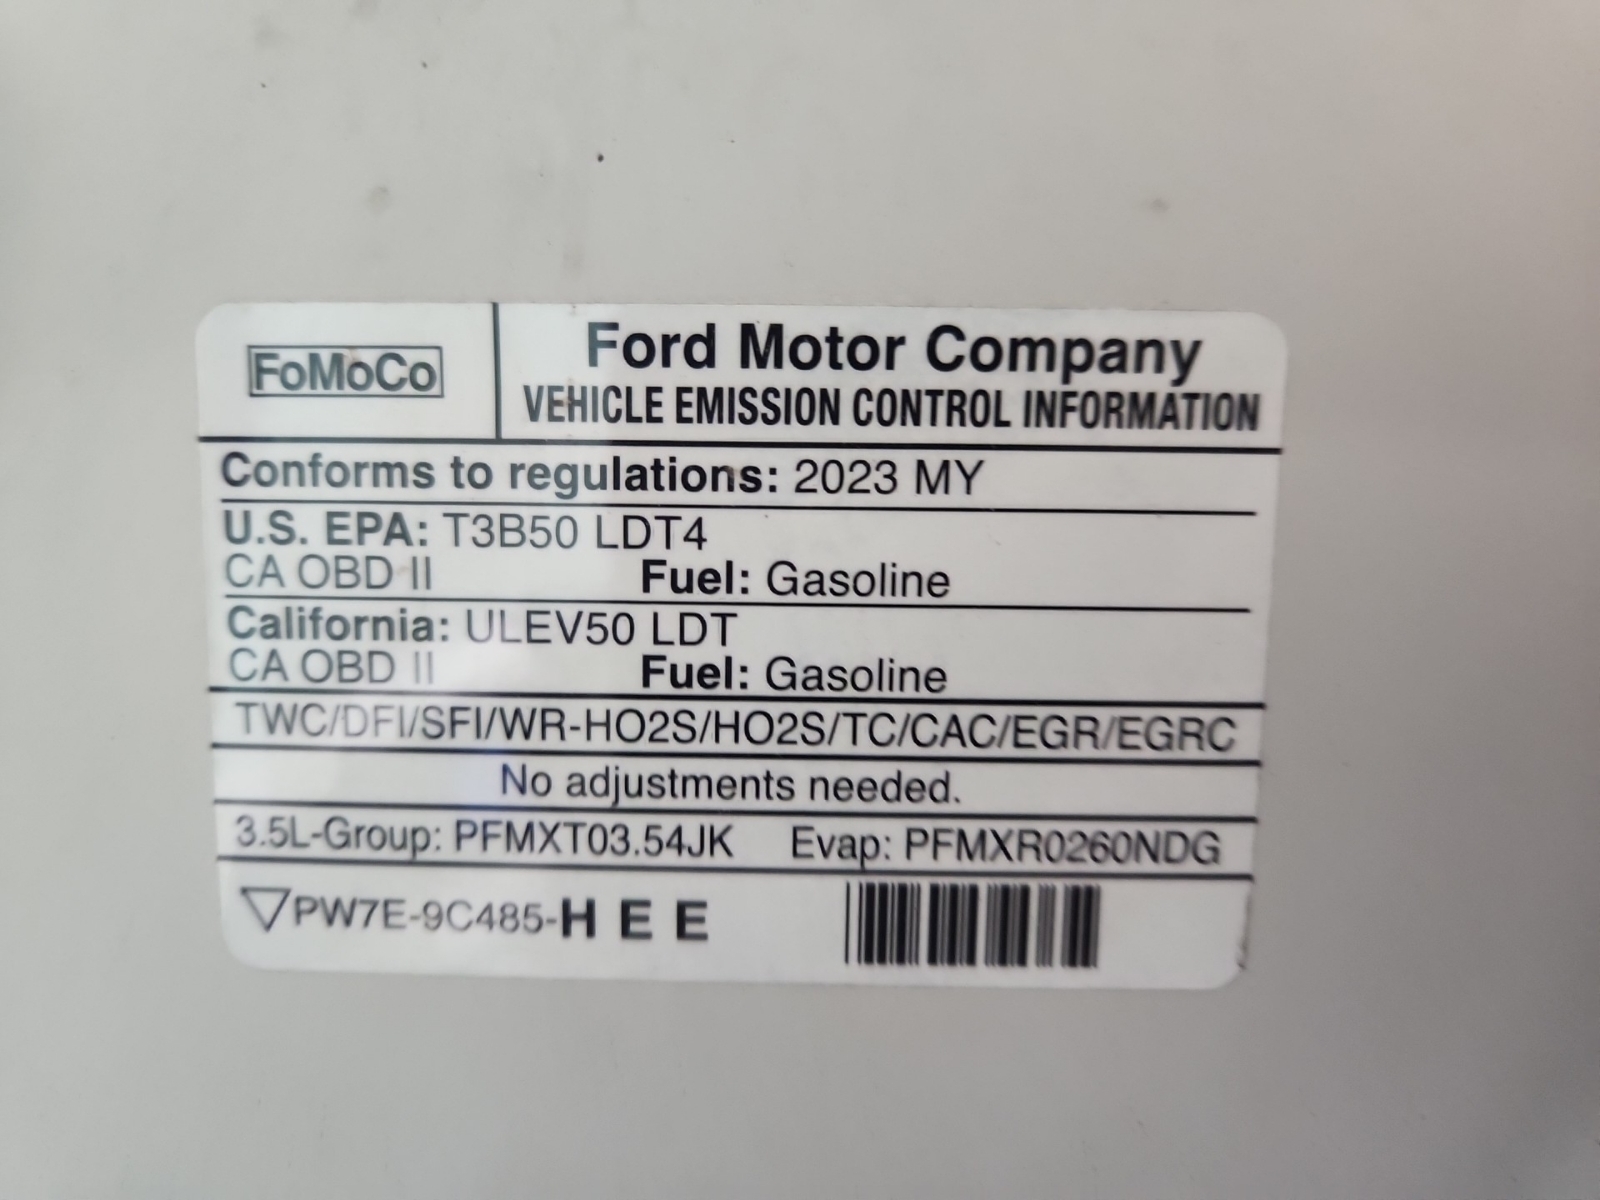 FoMoCo
Ford Motor Company
VEHICLE EMISSION CONTROL INFORMATION
Conforms to regulations: 2023 MY
U.S. EPA: T3B50 LDT4
CA OBD II Fuel: Gasoline
California: ULEV50 LDT
CA OBD II Fuel: Gasoline
TWC/DFI/SFI/WR-HO2S/HO2S/TC/CAC/EGR/EGRC
No adjustments needed.
3.5L-Group: PFMXT03.54JK Evap: PFMXR0260NDG
▽PW7E-9C485-H E E